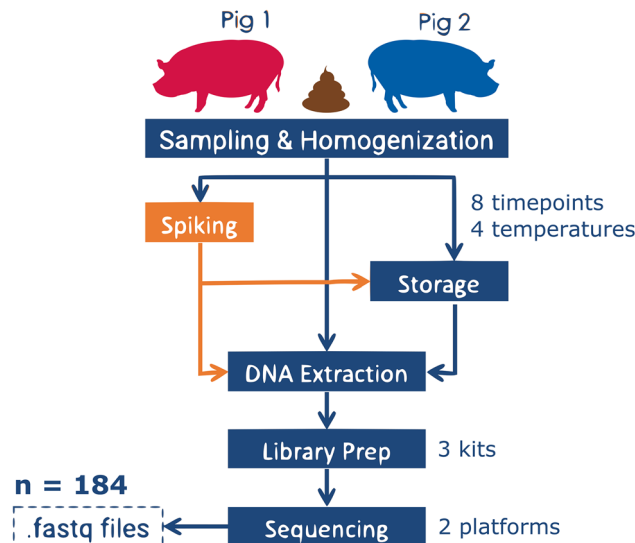 Pig 1
Pig 2
Sampling & Homogenization
8 timepoints
4 temperatures
Spiking
Storage
DNA Extraction
Library Prep
3 kits
n = 184
.fastq files
Sequencing
2 platforms